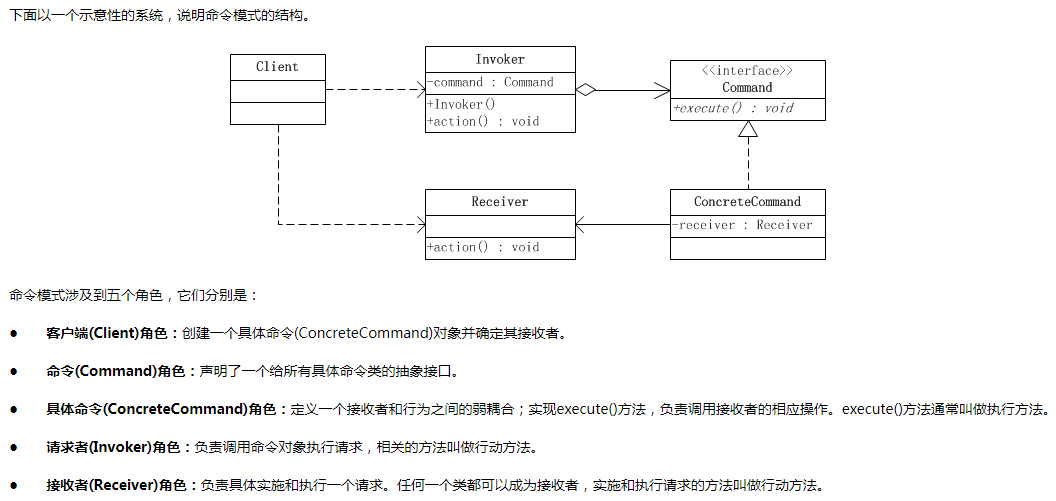 下面以一个示意性的系统，说明命令模式的结构。
Client
Invoker
-command : Command
+Invoker()
+action() : void
<<interface>>
Command
+execute() : void
Receiver
+action() : void
ConcreteCommand
-receiver : Receiver
命令模式涉及到五个角色，它们分别是：
● 客户端(Client)角色：创建一个具体命令(ConcreteCommand)对象并确定其接收者。
● 命令(Command)角色：声明了一个给所有具体命令类的抽象接口。
● 具体命令(ConcreteCommand)角色：定义一个接收者和行为之间的弱耦合；实现execute()方法，负责调用接收者的相应操作。execute()方法通常叫做执行方法。
● 请求者(Invoker)角色：负责调用命令对象执行请求，相关的方法叫做行动方法。
● 接收者(Receiver)角色：负责具体实施和执行一个请求。任何一个类都可以成为接收者，实施和执行请求的方法叫做行动方法。